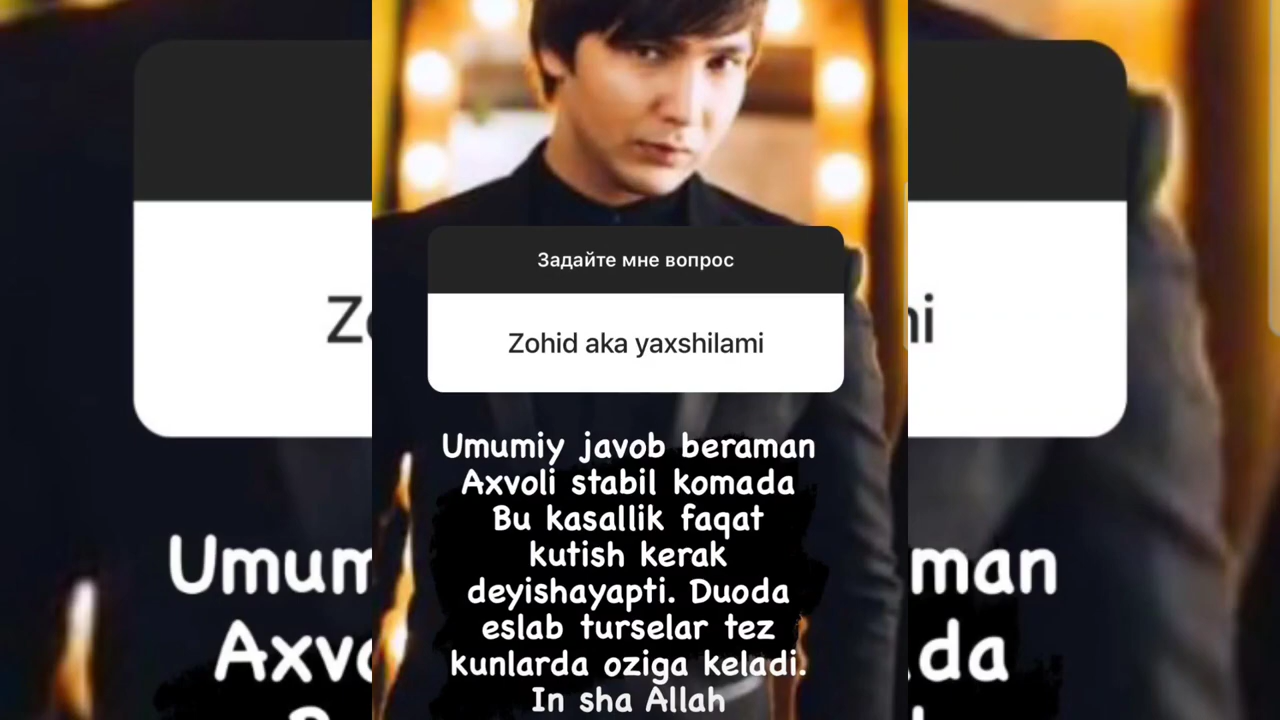 Задайте мне вопрос
Zohid aka yaxshilami
Umumiy javob beraman
Axvoli stabil komada
Bu kasallik faqat
kutish kerak
deyishayapti. Duoda
eslab turselar tez
kunlarda oziga keladi.
In sha Allah